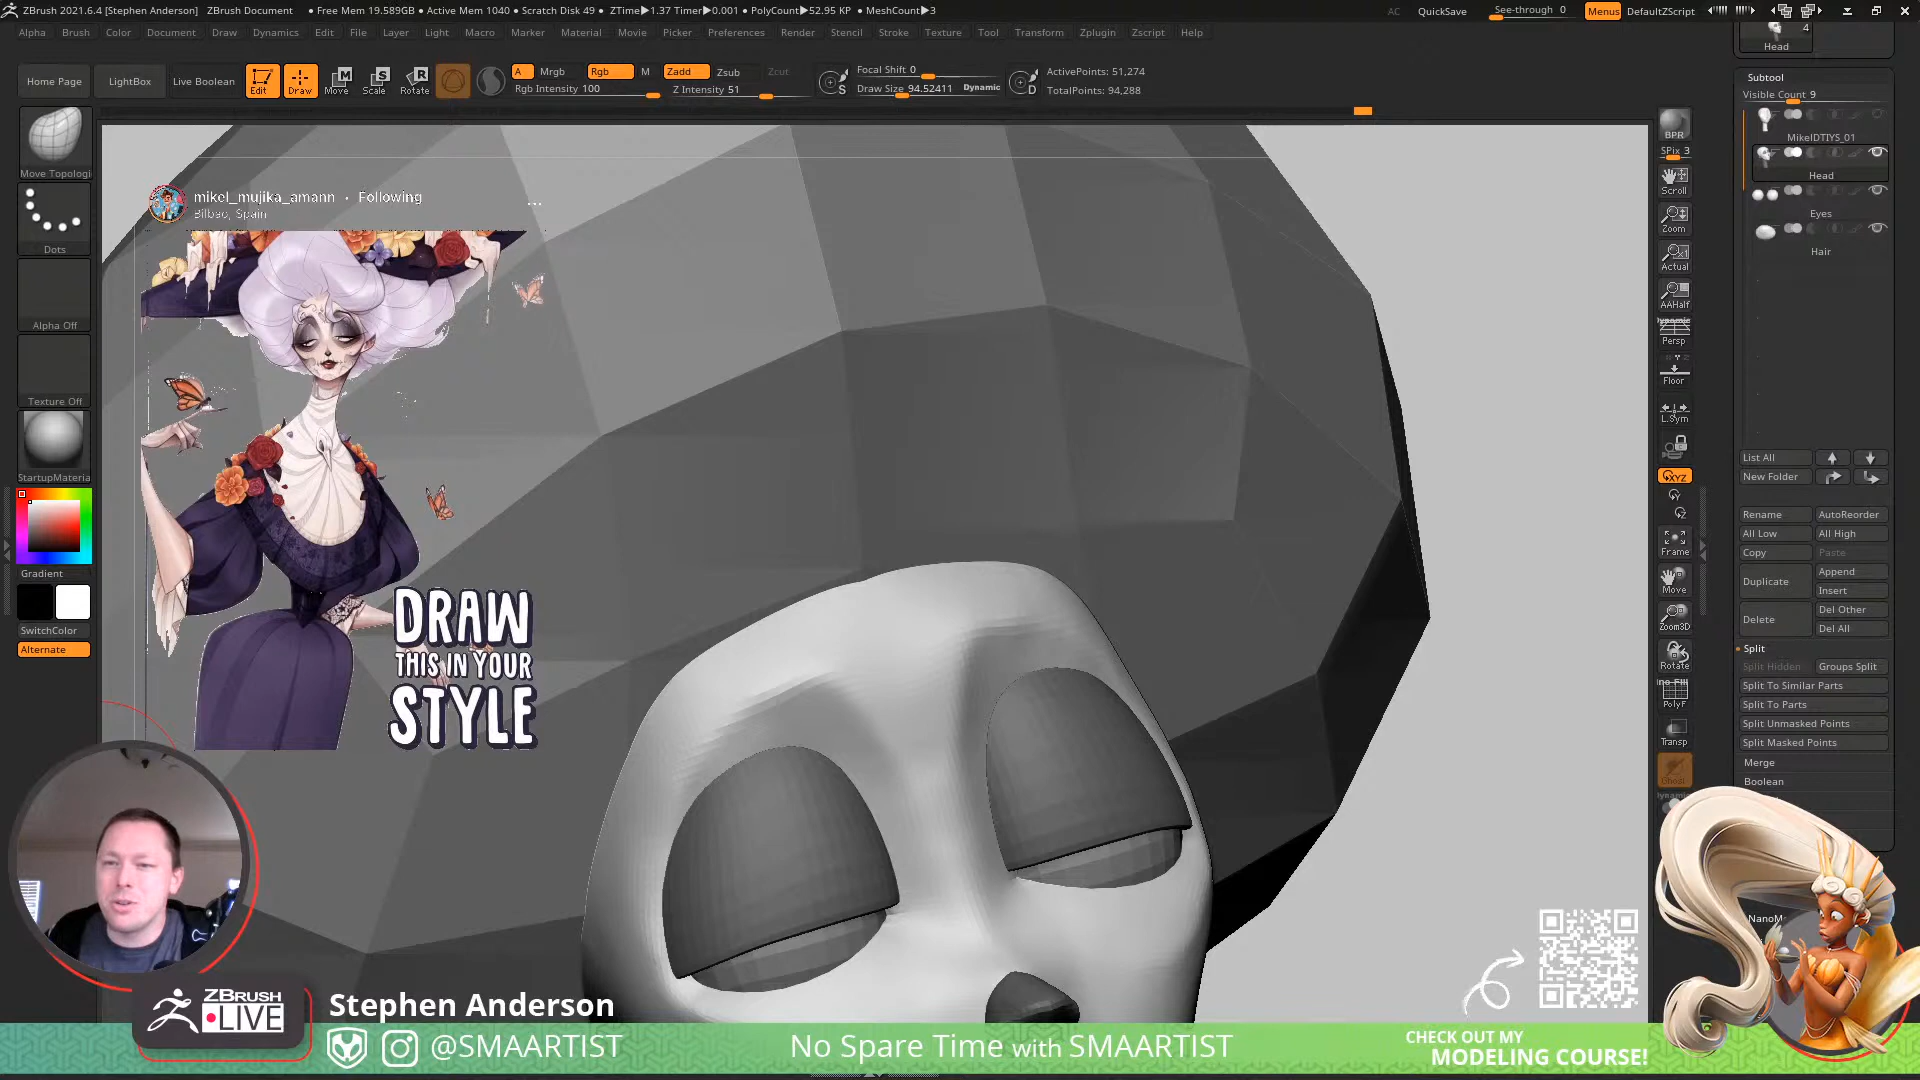 ZBrush 2021.6.4 [Stephen Anderson] ZBrush Document • Free Mem 19.589GB • Active Mem 1040 • Scratch Disk 49 • ZTime▶1.37 Timer▶0.001 • PolyCount▶52.95 KP • MeshCount▶3
AC QuickSave See-through 0 Menus DefaultZScript
Alpha Brush Color Document Draw Dynamics Edit File Layer Light Macro Marker Material Movie Picker Preferences Render Stencil Stroke Texture Tool Transform Zplugin Zscript Help
Head
4
Home Page LightBox Live Boolean
Edit Draw Move Scale Rotate
A Mrgb Rgb M Zadd Zsub Zcut
Rgb Intensity 100 Z Intensity 51
Focal Shift 0
Draw Size 94.52411 Dynamic
ActivePoints: 51,274
TotalPoints: 94,288
Move Topologi
Dots
Alpha Off
Texture Off
StartupMateria
Gradient
SwitchColor
Alternate
mikel_mujika_amann • Following
Bilbao, Spain
...
DRAW
THIS IN YOUR
STYLE
BPR
SPix 3
Scroll
Zoom
Actual
AAHalf
Dynamic
Persp
Floor
L.Sym
XYZ
Frame
Move
Zoom3D
Rotate
PolyF
Transp
Ghost
Dynamic
Subtool
Visible Count 9
MikelDTIYS_01
Head
Eyes
Hair
List All
New Folder
Rename AutoReorder
All Low All High
Copy Paste
Duplicate Append
Insert
Delete Del Other
Del All
Split
Split Hidden Groups Split
Split To Similar Parts
Split To Parts
Split Unmasked Points
Split Masked Points
Merge
Boolean
ZBRUSH
LIVE
Stephen Anderson
@SMAARTIST
No Spare Time with SMAARTIST
CHECK OUT MY
MODELING COURSE!